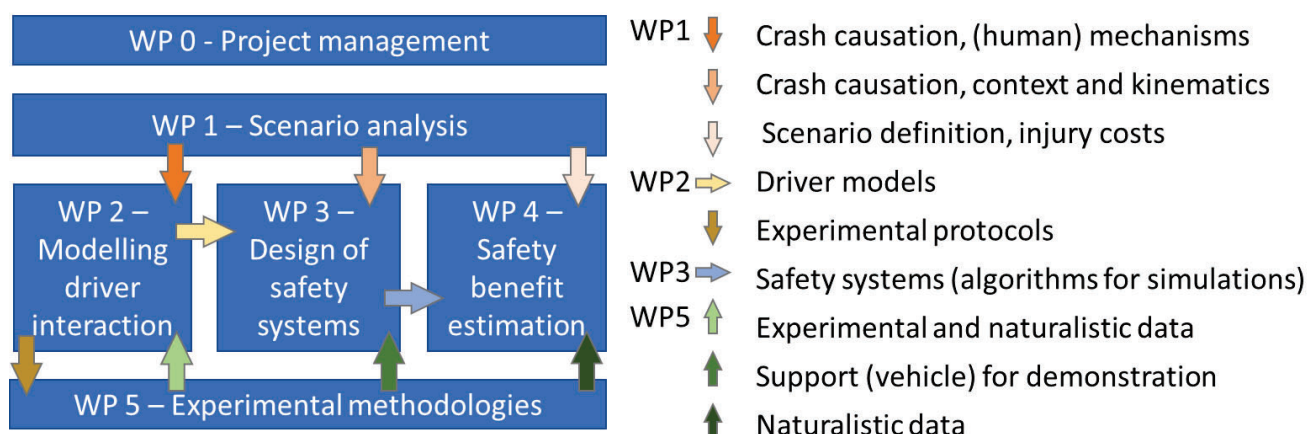 WP 0 - Project management
WP 1 – Scenario analysis
WP 2 –
Modelling
driver
interaction
WP 3 –
Design of
safety
systems
WP 4 –
Safety
benefit
estimation
WP 5 – Experimental methodologies
WP1 Crash causation, (human) mechanisms
Crash causation, context and kinematics
Scenario definition, injury costs
WP2 Driver models
Experimental protocols
WP3 Safety systems (algorithms for simulations)
WP5 Experimental and naturalistic data
Support (vehicle) for demonstration
Naturalistic data